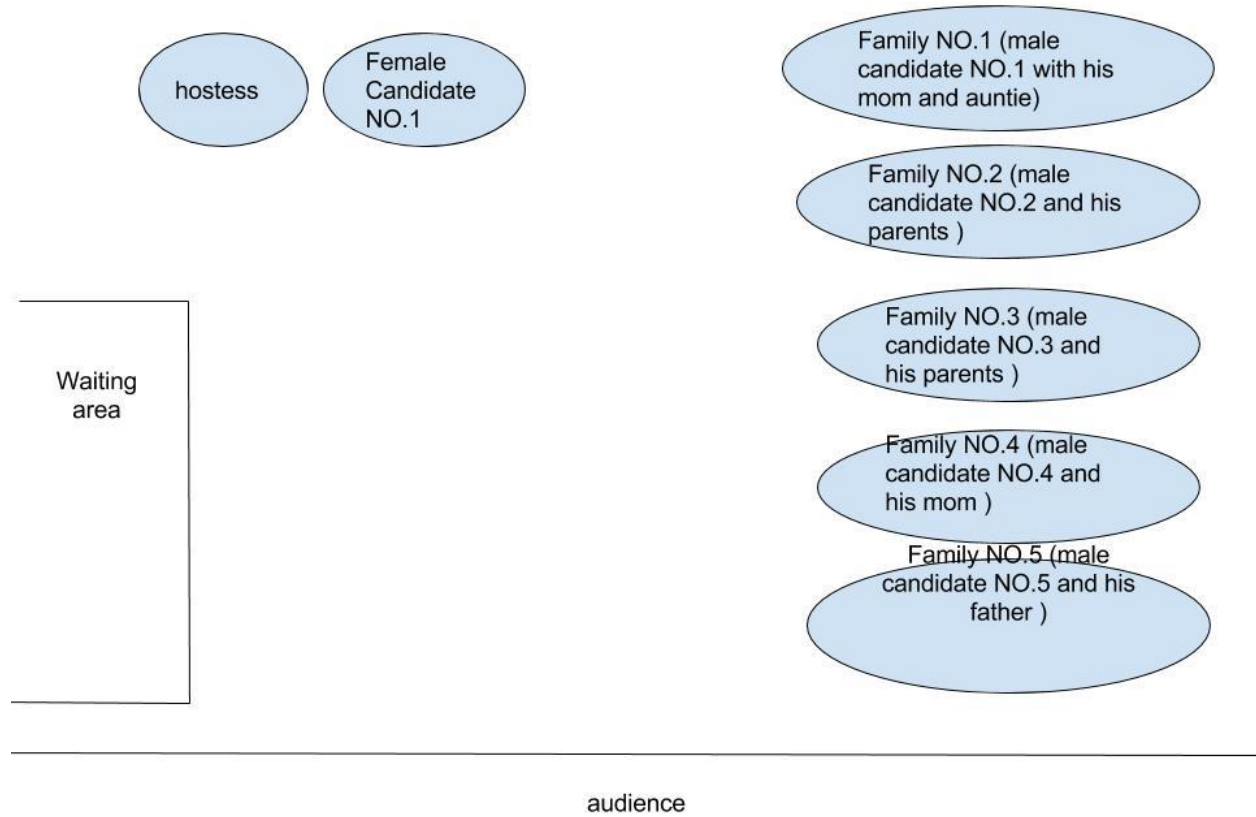 hostess
Female
Candidate
NO.1
Family NO.1 (male
candidate NO.1 with his
mom and auntie)
Family NO.2 (male
candidate NO.2 and his
parents )
Family NO.3 (male
candidate NO.3 and
his parents )
Waiting
area
Family NO.4 (male
candidate NO.4 and
his mom )
Family NO.5 (male
candidate NO.5 and his
father )
audience